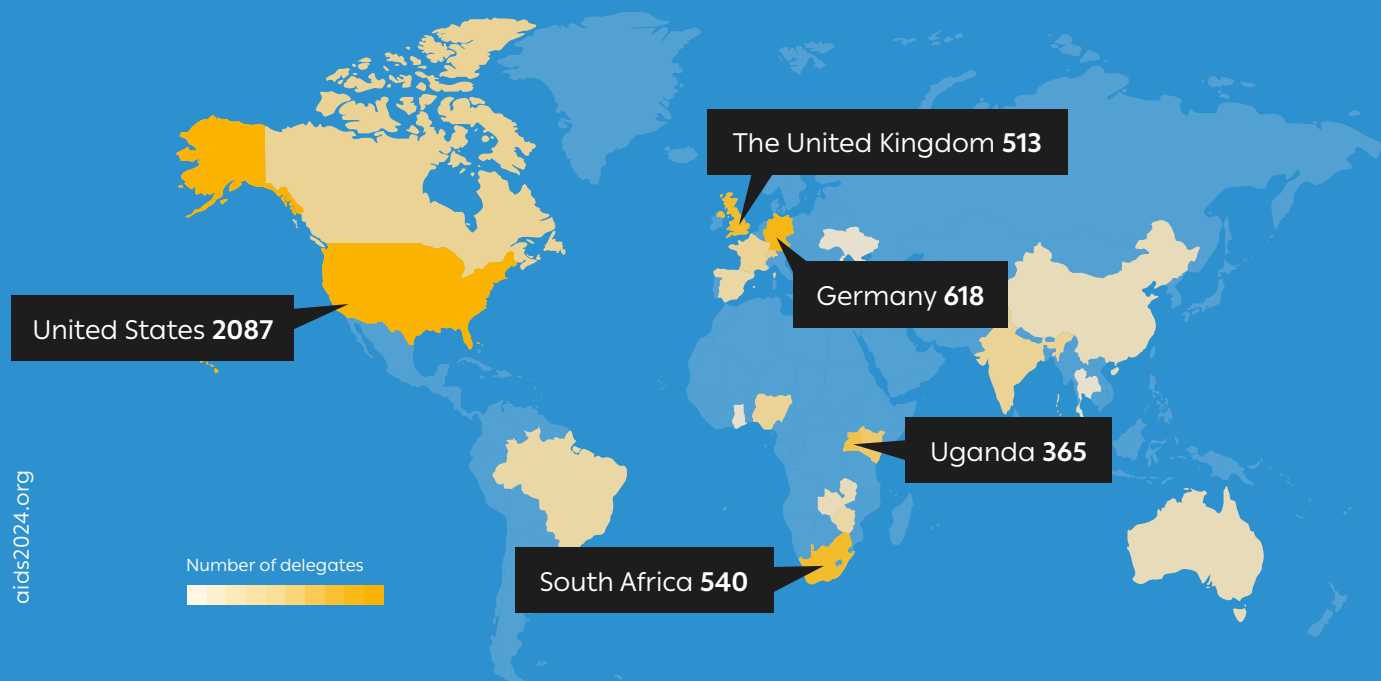 The United Kingdom 513
Germany 618
United States 2087
Uganda 365
South Africa 540
Number of delegates
aids2024.org